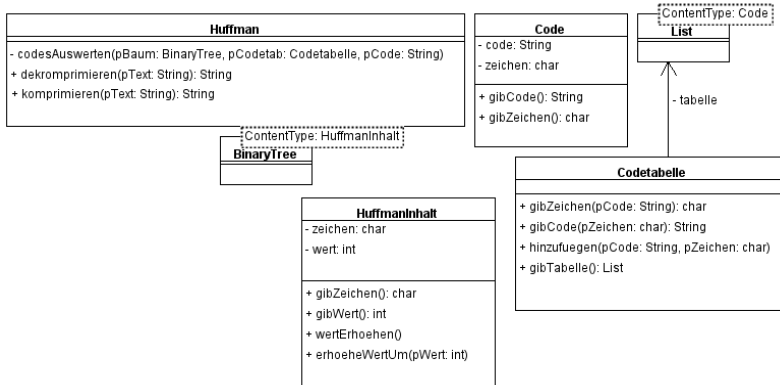 Huffman
- codesAuswerten(pBaum: BinaryTree, pCodetab: Codetabelle, pCode: String)
+ dekromprimieren(pText: String): String
+ komprimieren(pText: String): String
Code
- code: String
- zeichen: char
+ gibCode(): String
+ gibZeichen(): char
ContentType: Code
List
- tabelle
ContentType: HuffmanInhalt
BinaryTree
HuffmanInhalt
- zeichen: char
- wert: int
+ gibZeichen(): char
+ gibWert(): int
+ wertErhoehen()
+ erhoeheWertUm(pWert: int)
Codetabelle
+ gibZeichen(pCode: String): char
+ gibCode(pZeichen: char): String
+ hinzufuegen(pCode: String, pZeichen: char)
+ gibTabelle(): List